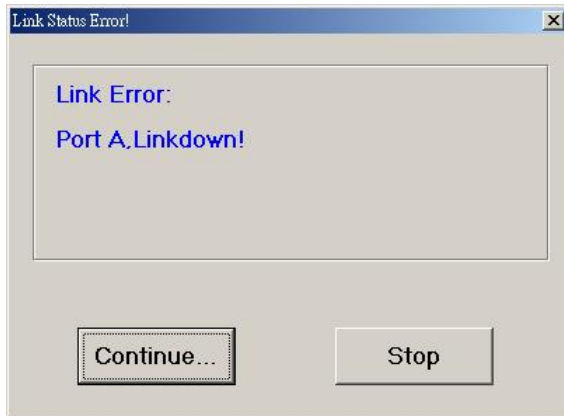 Link Status Error!
Link Error:
Port A,Linkdown!
Continue...
Stop